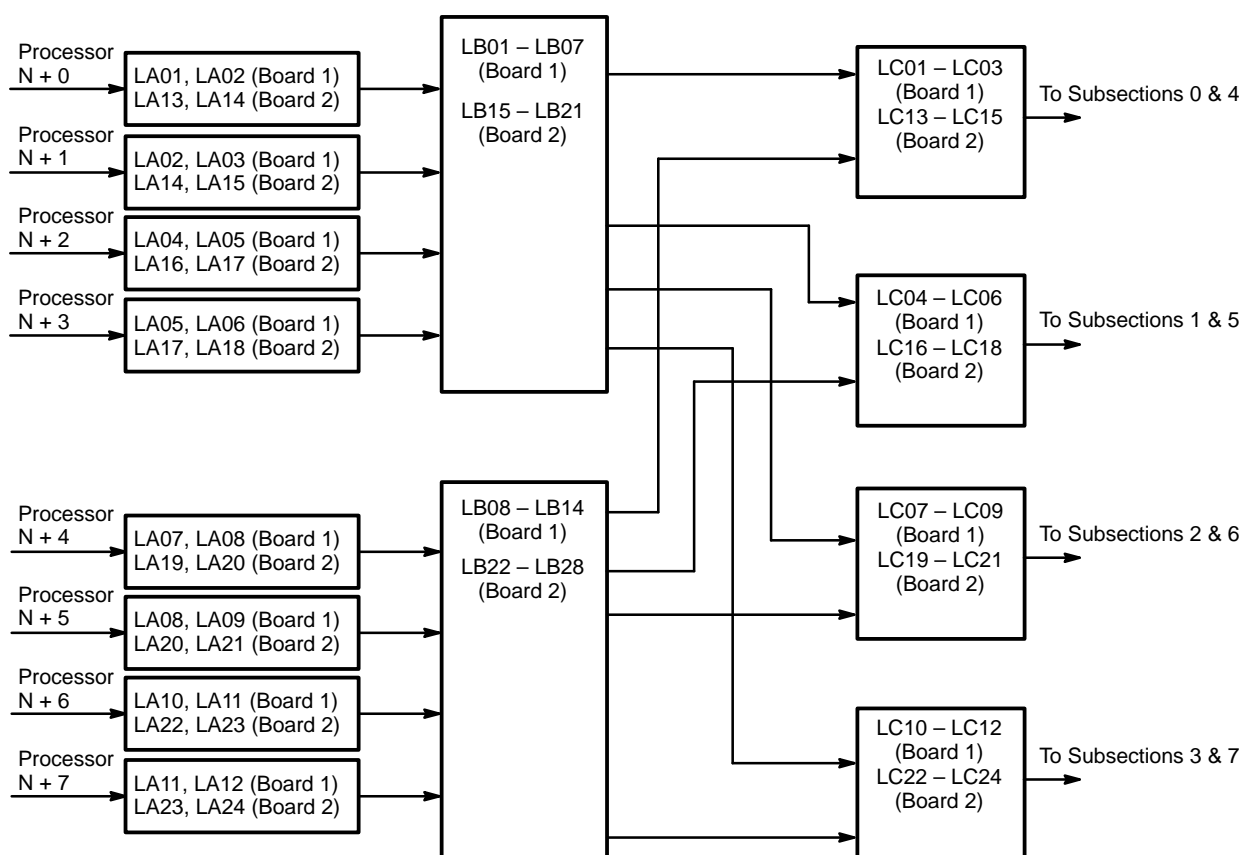 Processor
N + 0
LA01, LA02 (Board 1)
LA13, LA14 (Board 2)
Processor
N + 1
LA02, LA03 (Board 1)
LA14, LA15 (Board 2)
Processor
N + 2
LA04, LA05 (Board 1)
LA16, LA17 (Board 2)
Processor
N + 3
LA05, LA06 (Board 1)
LA17, LA18 (Board 2)
LB01 – LB07
(Board 1)
LB15 – LB21
(Board 2)
LC01 – LC03
(Board 1)
LC13 – LC15
(Board 2)
To Subsections 0 & 4
LC04 – LC06
(Board 1)
LC16 – LC18
(Board 2)
To Subsections 1 & 5
Processor
N + 4
LA07, LA08 (Board 1)
LA19, LA20 (Board 2)
Processor
N + 5
LA08, LA09 (Board 1)
LA20, LA21 (Board 2)
Processor
N + 6
LA10, LA11 (Board 1)
LA22, LA23 (Board 2)
Processor
N + 7
LA11, LA12 (Board 1)
LA23, LA24 (Board 2)
LB08 – LB14
(Board 1)
LB22 – LB28
(Board 2)
LC07 – LC09
(Board 1)
LC19 – LC21
(Board 2)
To Subsections 2 & 6
LC10 – LC12
(Board 1)
LC22 – LC24
(Board 2)
To Subsections 3 & 7